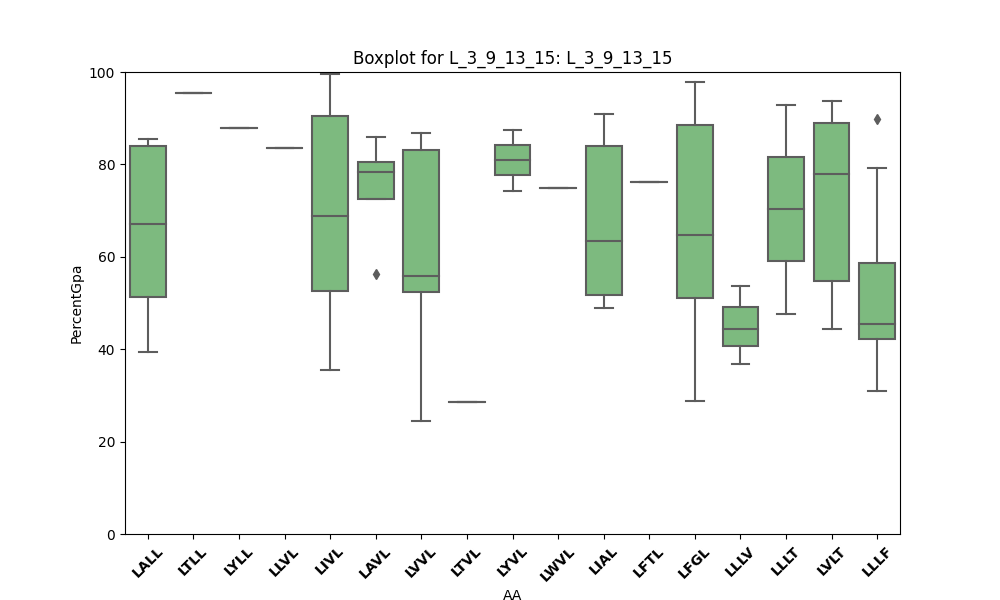 Boxplot for L_3_9_13_15: L_3_9_13_15
100
80
60
40
20
0
PercentGpa
LALL LTLL LYLL LLVL LIVL LAVL LVVL LTVL LYVL LWVL LIAL LFTL LFGL LLLV LLLT LVLT LLLF
AA